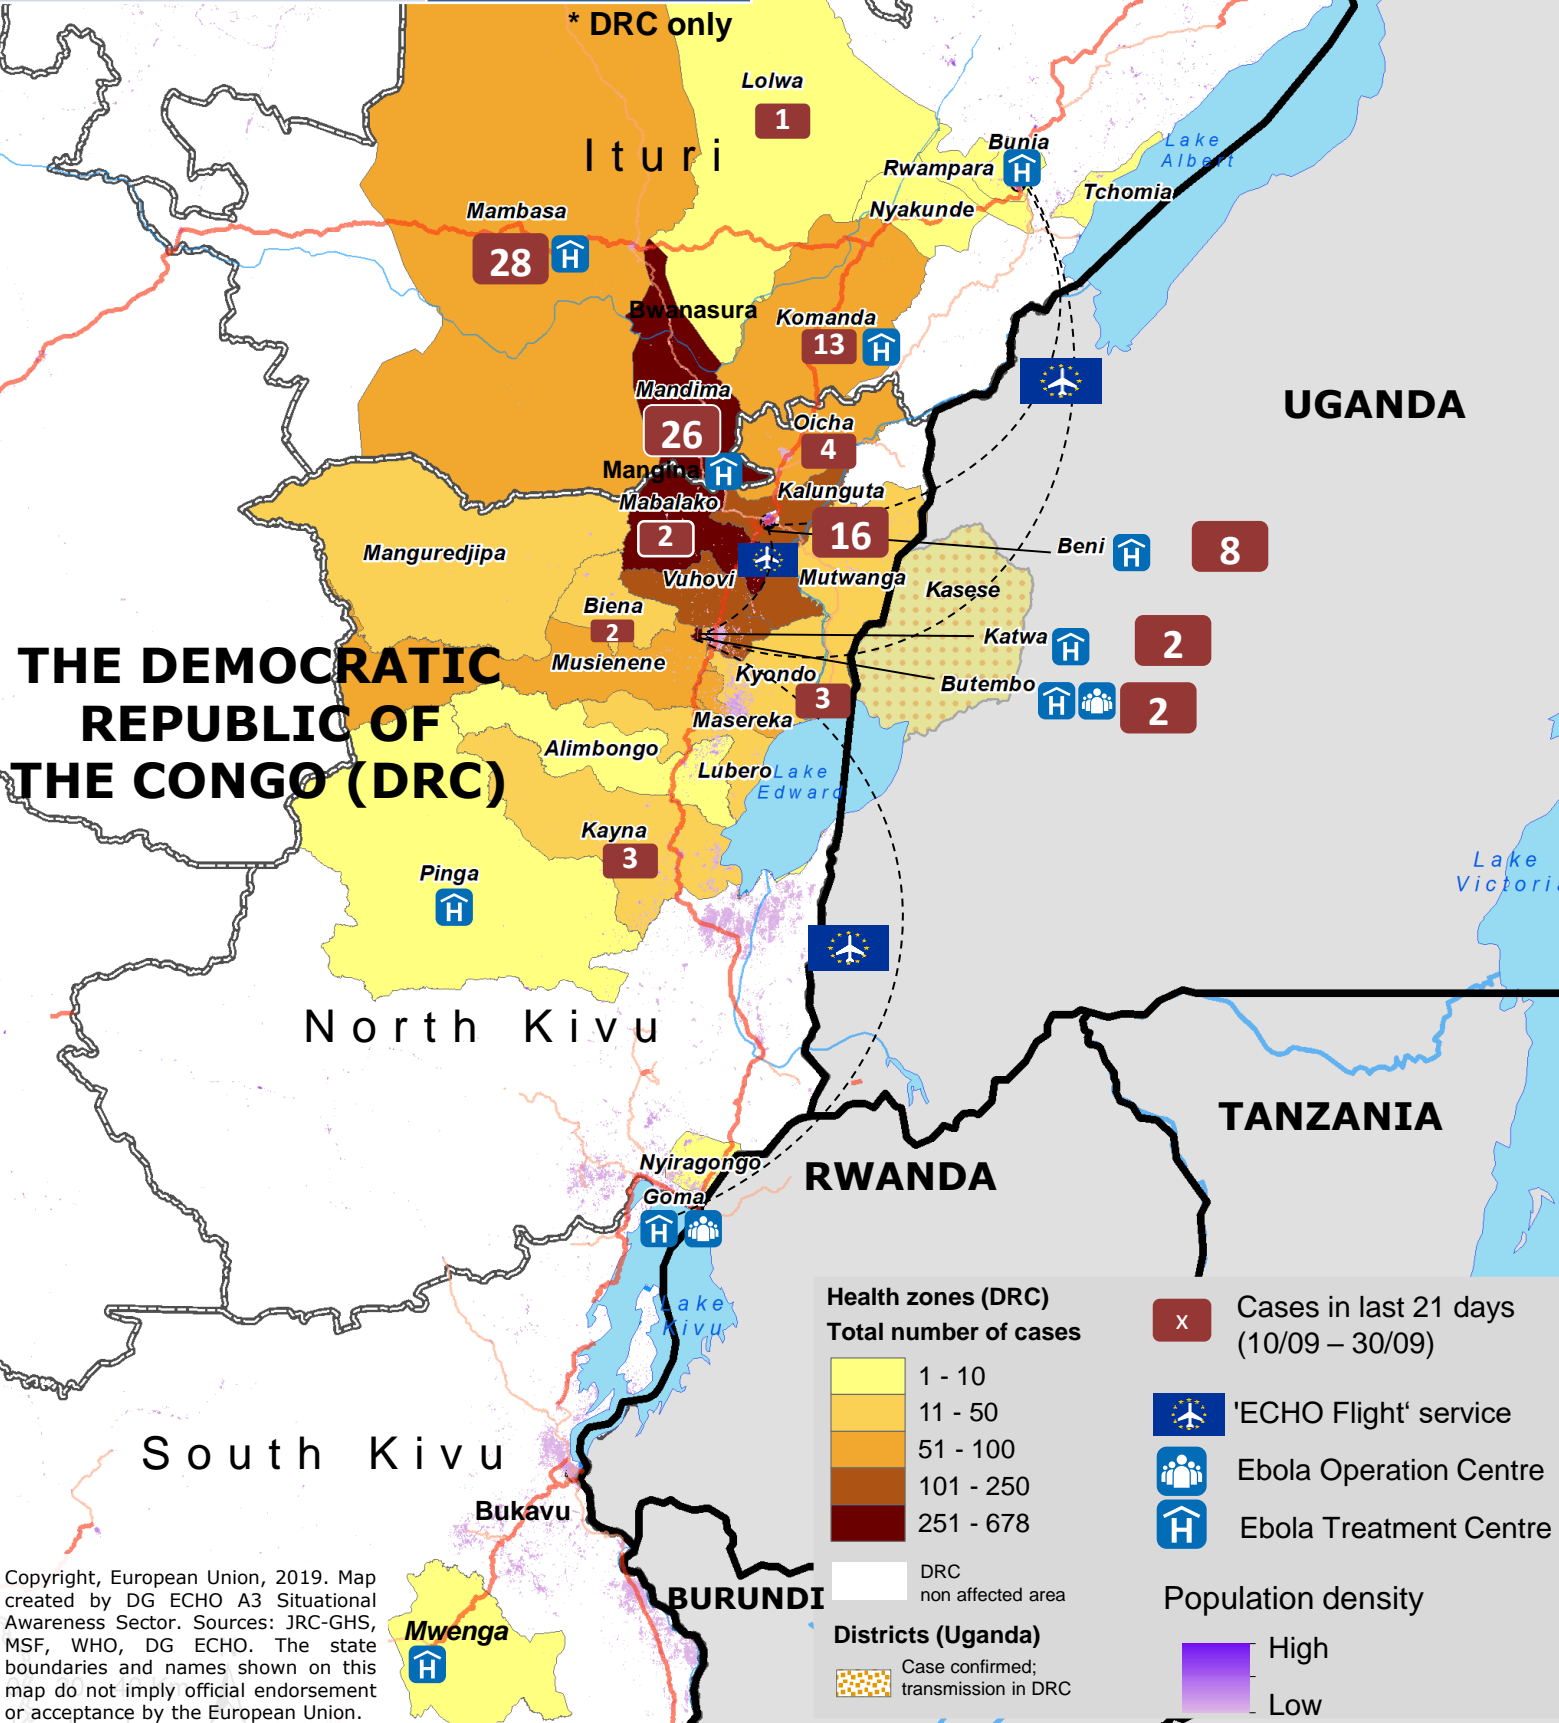 * DRC only
Lolwa
1
Ituri
Bunia
Rwampara
Lake
Albert
Tchomia
Nyakunde
Mambasa
28
Bwanasura
Komanda
13
UGANDA
Mandima
26
Oicha
4
Mangina
Kalunguta
Mabalako
2
16
Manguredjipa
Beni
8
Vuhovi
Mutwanga
Kasese
Biena
2
Katwa
2
THE DEMOCRATIC
REPUBLIC OF
THE CONGO (DRC)
Musienene
Kyondo
3
Butembo
2
Masereka
Alimbongo
Lubero
Lake
Edward
Kayna
3
Pinga
Lake
Victoria
North Kivu
TANZANIA
Nyiragongo
RWANDA
Goma
Lake
Kivu
South Kivu
Bukavu
BURUNDI
Mwenga
Health zones (DRC)
Total number of cases
1 - 10
11 - 50
51 - 100
101 - 250
251 - 678
DRC
non affected area
Districts (Uganda)
Case confirmed;
transmission in DRC
x
Cases in last 21 days
(10/09 – 30/09)
'ECHO Flight‘ service
Ebola Operation Centre
Ebola Treatment Centre
Population density
High
Low
Copyright, European Union, 2019. Map
created by DG ECHO A3 Situational
Awareness Sector. Sources: JRC-GHS,
MSF, WHO, DG ECHO. The state
boundaries and names shown on this
map do not imply official endorsement
or acceptance by the European Union.